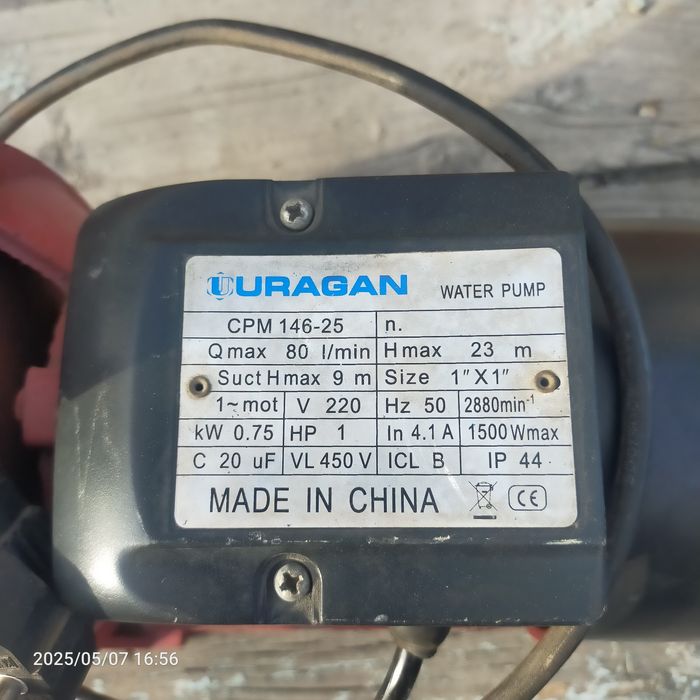 URAGAN WATER PUMP
CPM 146-25 n.
Qmax 80 l/min Hmax 23 m
Suct Hmax 9 m Size 1"X1"
1~mot V 220 Hz 50 2880min⁻¹
kW 0.75 HP 1 In 4.1 A 1500Wmax
C 20 uF VL 450 V ICL B IP 44
MADE IN CHINA CE
2025/05/07 16:56